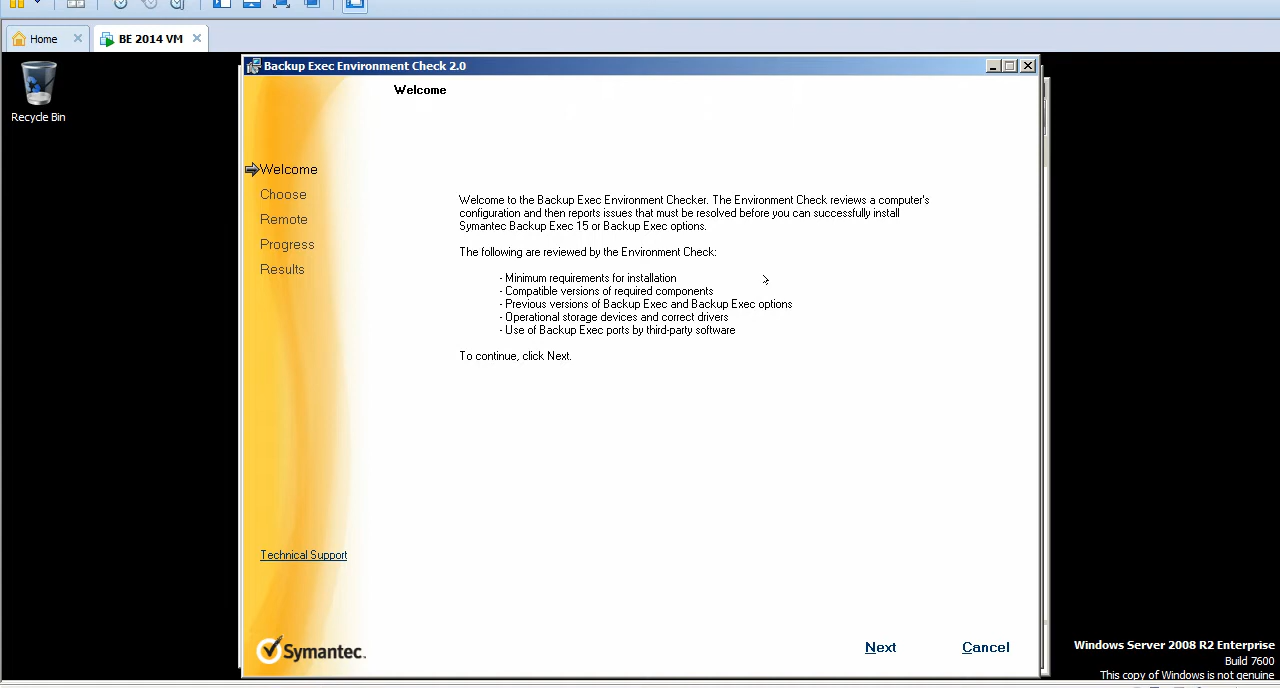 Home
BE 2014 VM
Recycle Bin
Backup Exec Environment Check 2.0
Welcome
Welcome
Choose
Remote
Progress
Results
Welcome to the Backup Exec Environment Checker. The Environment Check reviews a computer's
configuration and then reports issues that must be resolved before you can successfully install
Symantec Backup Exec 15 or Backup Exec options.
The following are reviewed by the Environment Check:
- Minimum requirements for installation
- Compatible versions of required components
- Previous versions of Backup Exec and Backup Exec options
- Operational storage devices and correct drivers
- Use of Backup Exec ports by third-party software
To continue, click Next.
Technical Support
Symantec.
Next
Cancel
Windows Server 2008 R2 Enterprise
Build 7600
This copy of Windows is not genuine